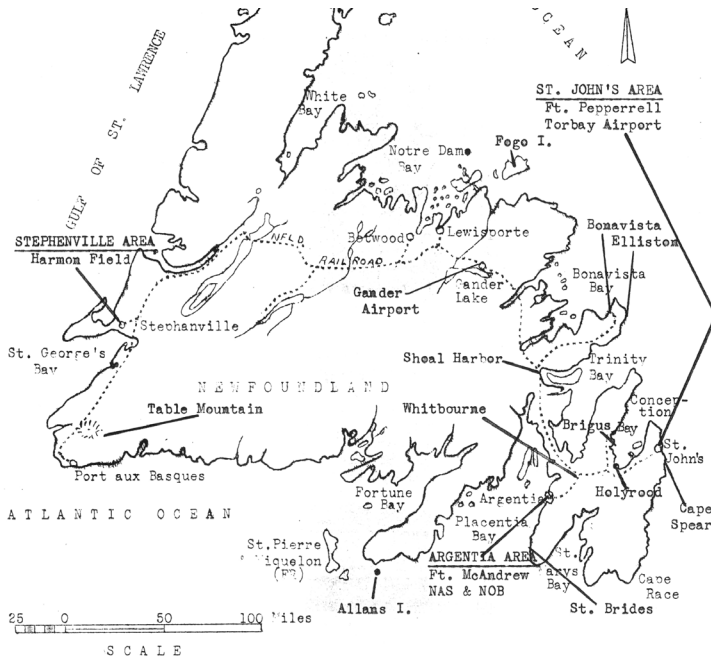 OCEAN
GULF OF ST. LAWRENCE
White
Bay
ST. JOHN'S AREA
Ft. Pepperrell
Torbay Airport
Notre Dame
Bay
Fogo I.
STEPHENVILLE AREA
Harmon Field
NFLD
RAILROAD
Botwood
Lewisporte
Bonavista
Elliston
Gander
Airport
Gander
Lake
Bonavista
Bay
Stephanville
St. George's
Bay
Shoal Harbor
Trinity
Bay
NEWFOUNDLAND
Table Mountain
Whitbourne
Concep-
tion
Bay
Brigus
St.
John's
Port aux Basques
Fortune
Bay
Argentia
Holyrood
Cape
Spear
ATLANTIC OCEAN
Placentia
Bay
St.Pierre
Miquelon
(FR)
ARGENTIA AREA
Ft. McAndrew
NAS & NOB
St.
Marys
Bay
Cape
Race
Allans I.
St. Brides
25 0 50 100 Miles
SCALE